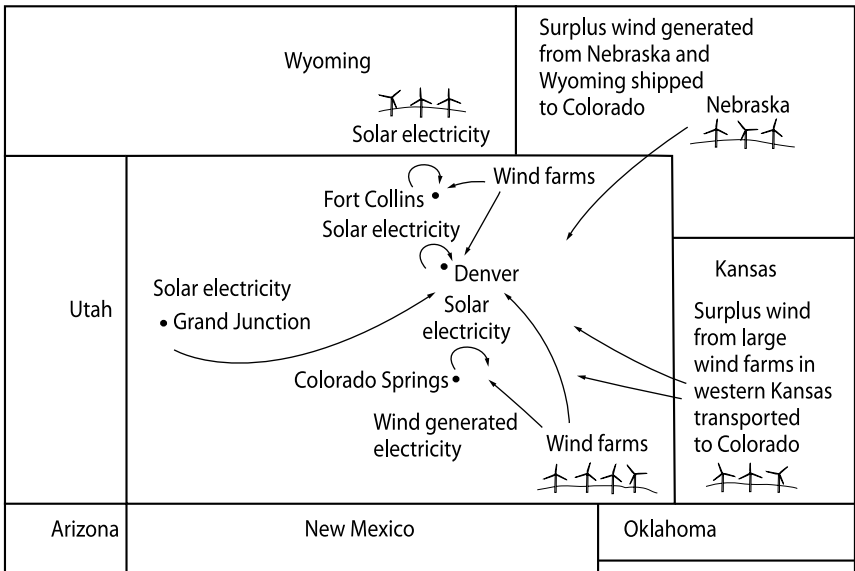 Wyoming
Solar electricity
Surplus wind generated
from Nebraska and
Wyoming shipped
to Colorado
Nebraska
Wind farms
Fort Collins
Solar electricity
Denver
Solar
electricity
Utah
Solar electricity
Grand Junction
Colorado Springs
Wind generated
electricity
Wind farms
Kansas
Surplus wind
from large
wind farms in
western Kansas
transported
to Colorado
Arizona
New Mexico
Oklahoma